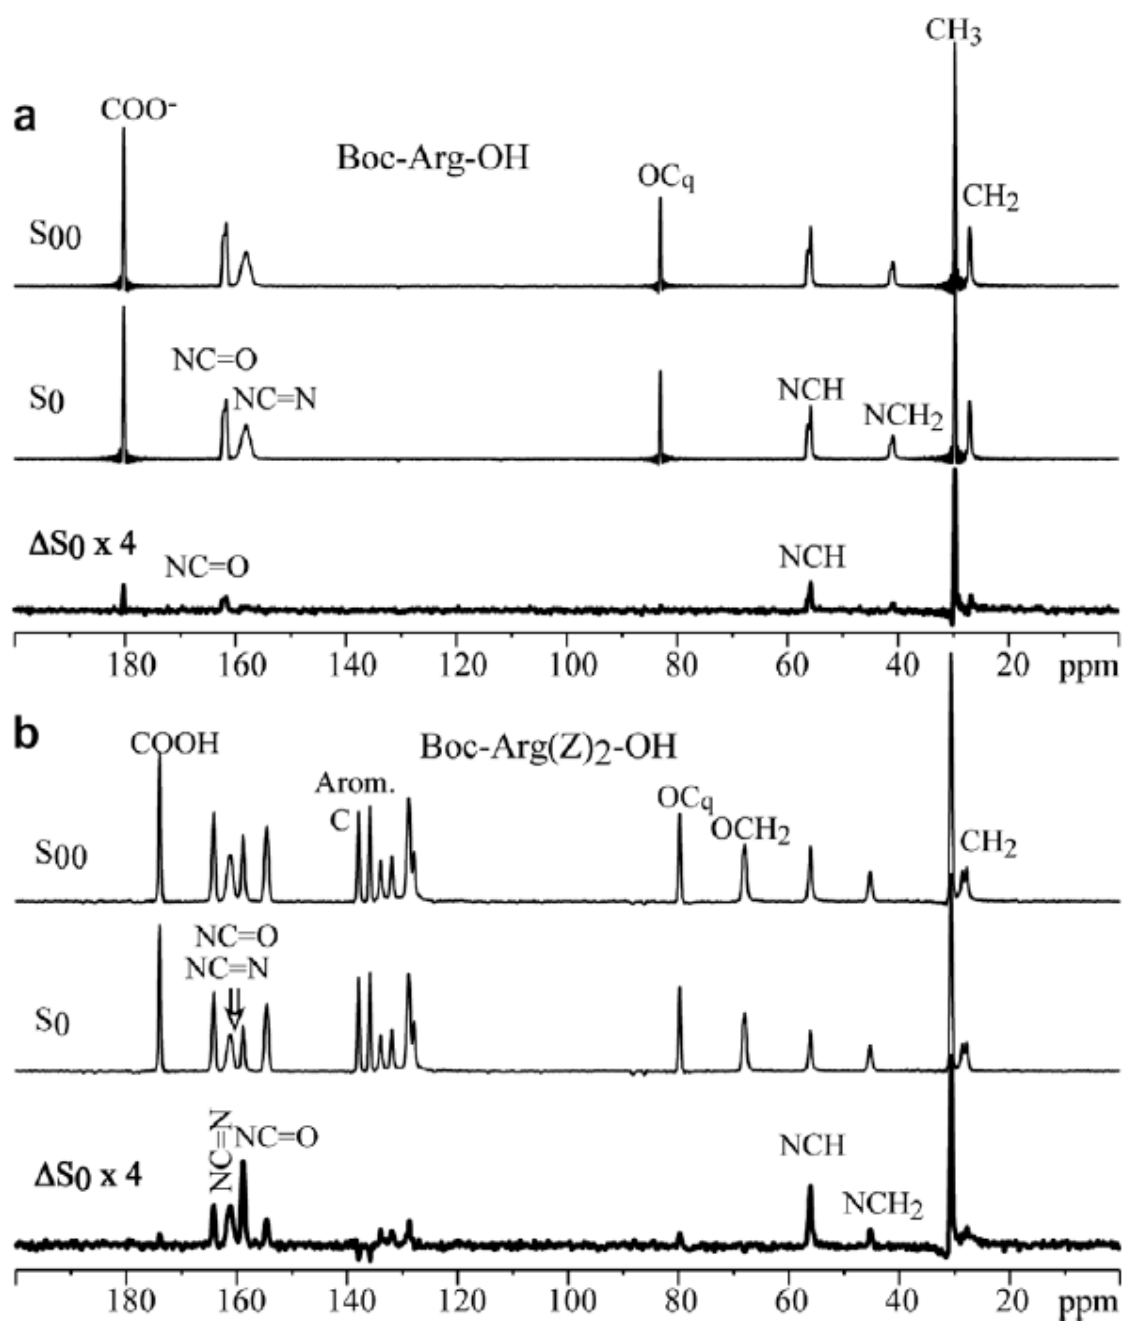 CH3
a
COO-
Boc-Arg-OH
OCq
CH2
S00
NC=O
S0
NC=N
NCH
NCH2
ΔS0 x 4
NC=O
NCH
180 160 140 120 100 80 60 40 20 ppm
b
COOH
Boc-Arg(Z)2-OH
Arom.
C
OCq
OCH2
CH2
S00
NC=O
NC=N
S0
NC=N
NC=O
NCH
ΔS0 x 4
NCH2
180 160 140 120 100 80 60 40 20 ppm